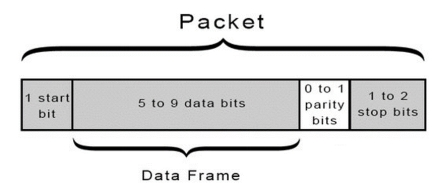 Packet
1 start
bit
5 to 9 data bits
0 to 1
parity
bits
1 to 2
stop bits
Data Frame